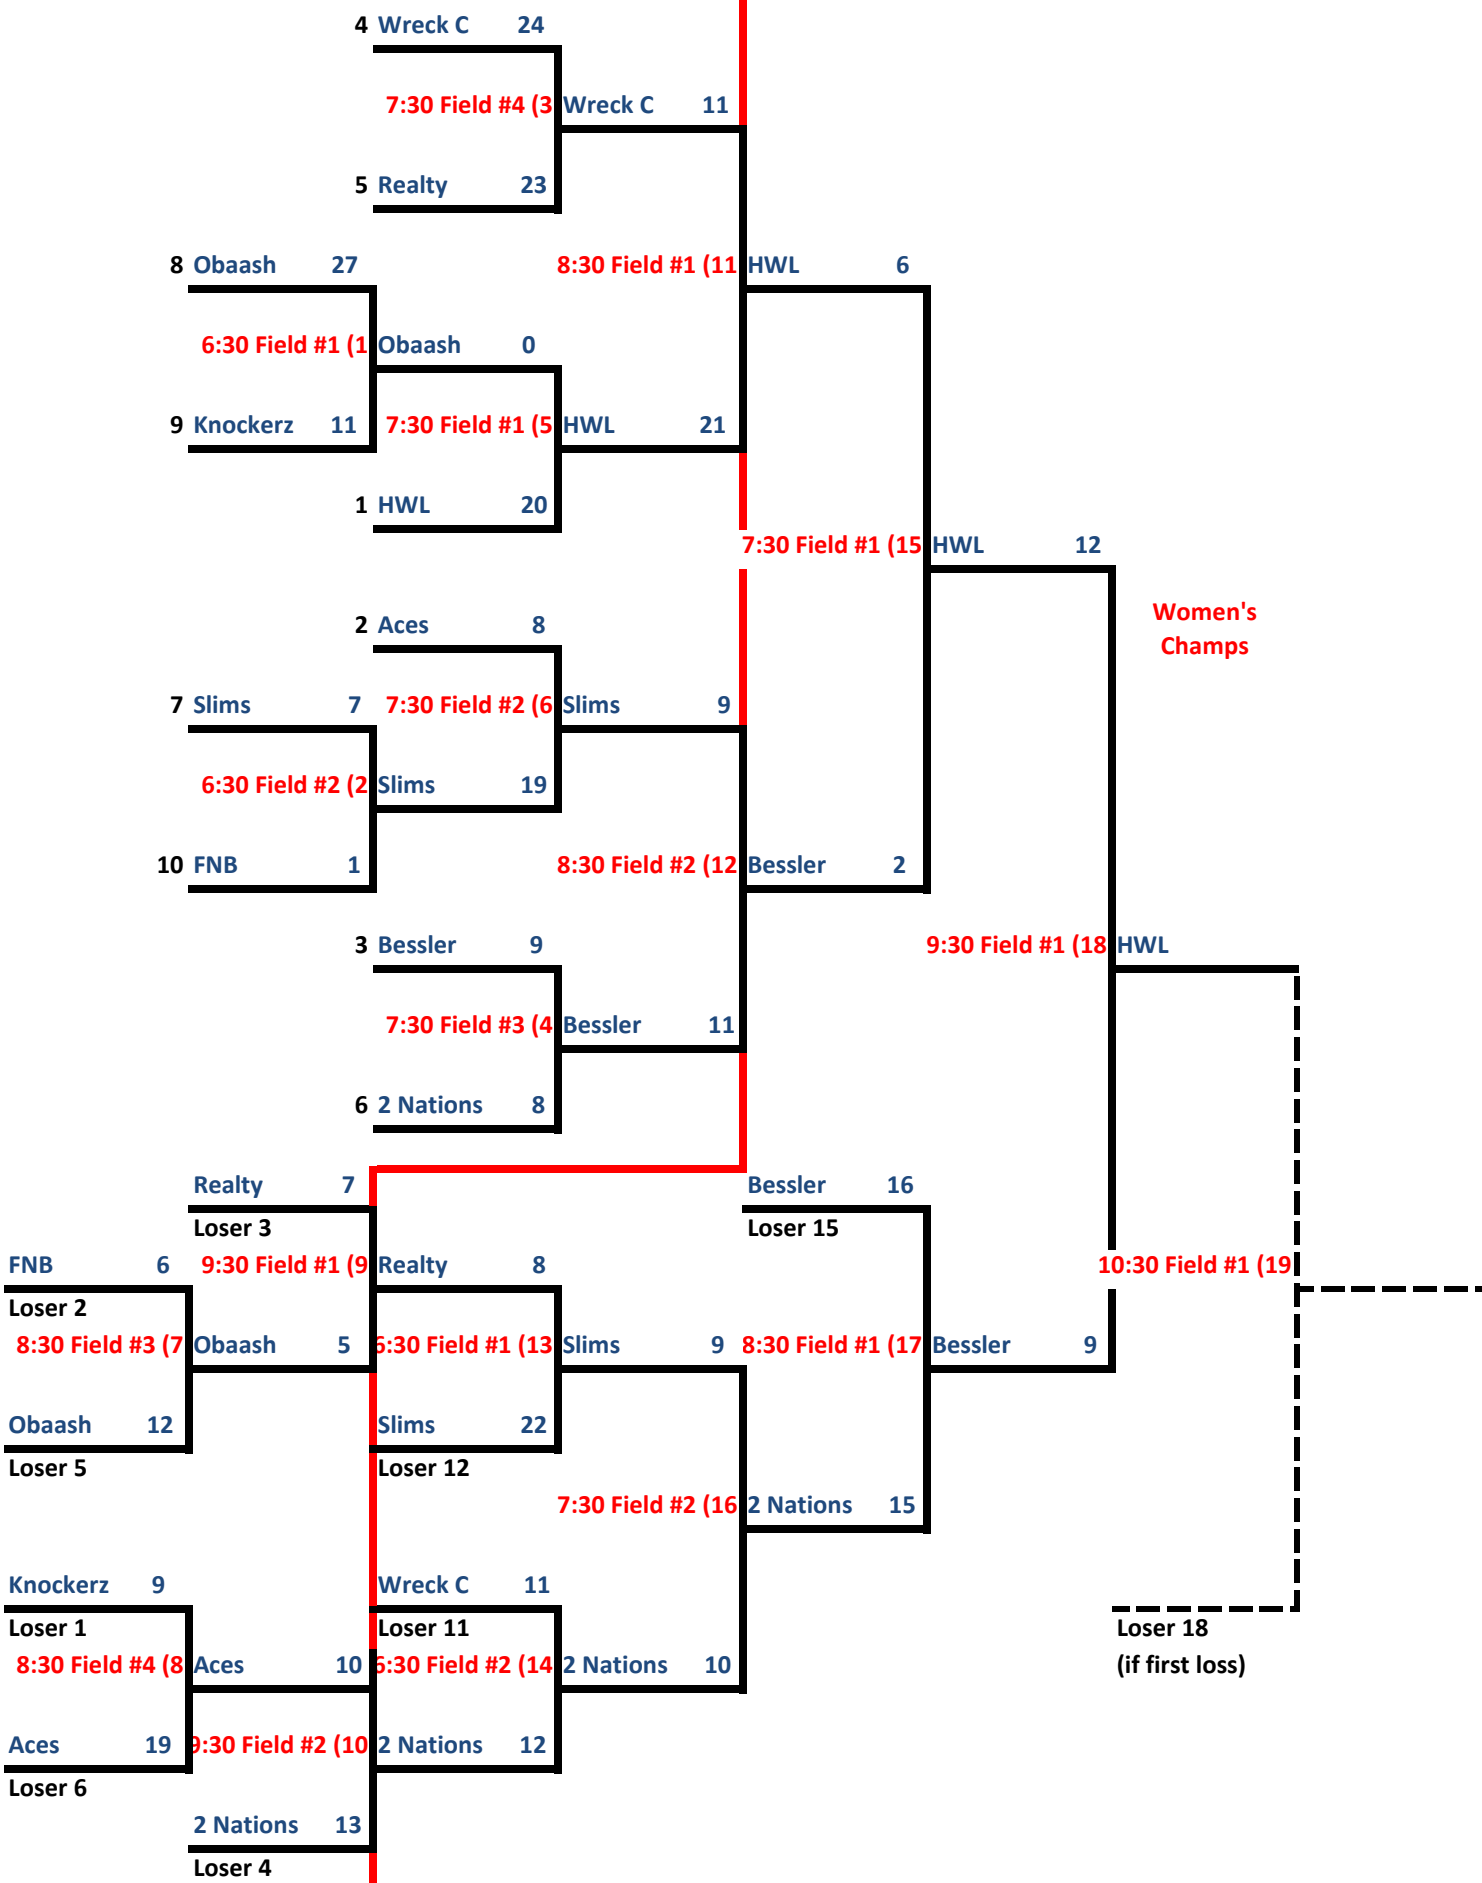 4 Wreck C 24
7:30 Field #4 (3 Wreck C 11
5 Realty 23
8 Obaash 27 8:30 Field #1 (11 HWL 6
6:30 Field #1 (1 Obaash 0
9 Knockerz 11 7:30 Field #1 (5 HWL 21
1 HWL 20
7:30 Field #1 (15 HWL 12
Women's
Champs
2 Aces 8
7 Slims 7 7:30 Field #2 (6 Slims 9
6:30 Field #2 (2 Slims 19
10 FNB 1 8:30 Field #2 (12 Bessler 2
3 Bessler 9 9:30 Field #1 (18 HWL
7:30 Field #3 (4 Bessler 11
6 2 Nations 8
Realty 7 Bessler 16
Loser 3 Loser 15
FNB 6 9:30 Field #1 (9 Realty 8 10:30 Field #1 (19
Loser 2
8:30 Field #3 (7 Obaash 5 6:30 Field #1 (13 Slims 9 8:30 Field #1 (17 Bessler 9
Obaash 12 Slims 22
Loser 5 Loser 12
7:30 Field #2 (16 2 Nations 15
Knockerz 9 Wreck C 11
Loser 1 Loser 11 Loser 18
8:30 Field #4 (8 Aces 10 6:30 Field #2 (14 2 Nations 10 (if first loss)
Aces 19 9:30 Field #2 (10 2 Nations 12
Loser 6
2 Nations 13
Loser 4